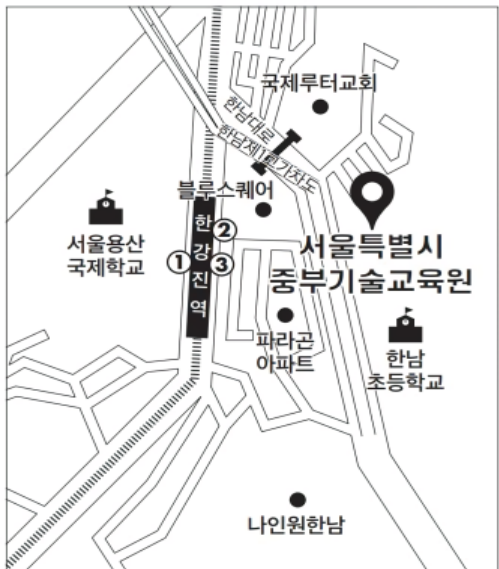 국제루터교회
한남대로
한남제1고가차도
블루스퀘어
한강진역
①
②
③
서울용산
국제학교
서울특별시
중부기술교육원
파라곤
아파트
한남
초등학교
나인원한남